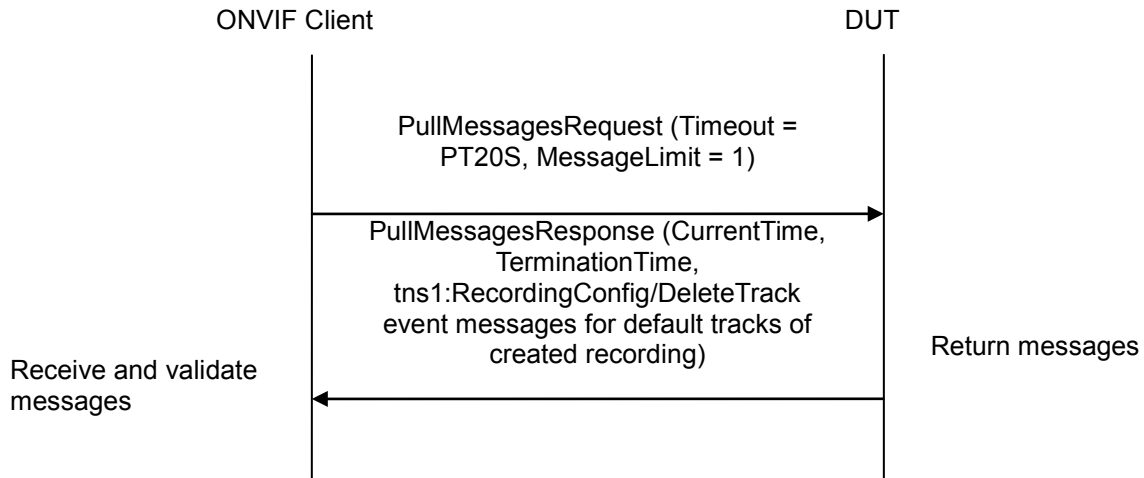 ONVIF Client
DUT
PullMessagesRequest (Timeout =
PT20S, MessageLimit = 1)
PullMessagesResponse (CurrentTime,
TerminationTime,
tns1:RecordingConfig/DeleteTrack
event messages for default tracks of
created recording)
Return messages
Receive and validate
messages